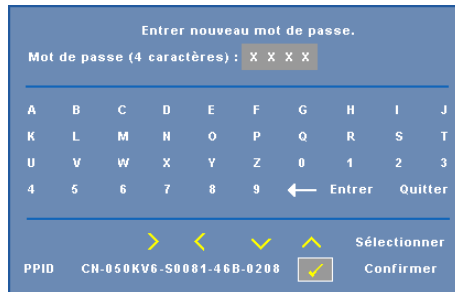 Entrer nouveau mot de passe.
Mot de passe (4 caractères) : X X X X
A B C D E F G H I J
K L M N O P Q R S T
U V W X Y Z 0 1 2 3
4 5 6 7 8 9 Entrer Quitter
Sélectionner
PPID CN-050KV6-S0081-46B-0208 Confirmer